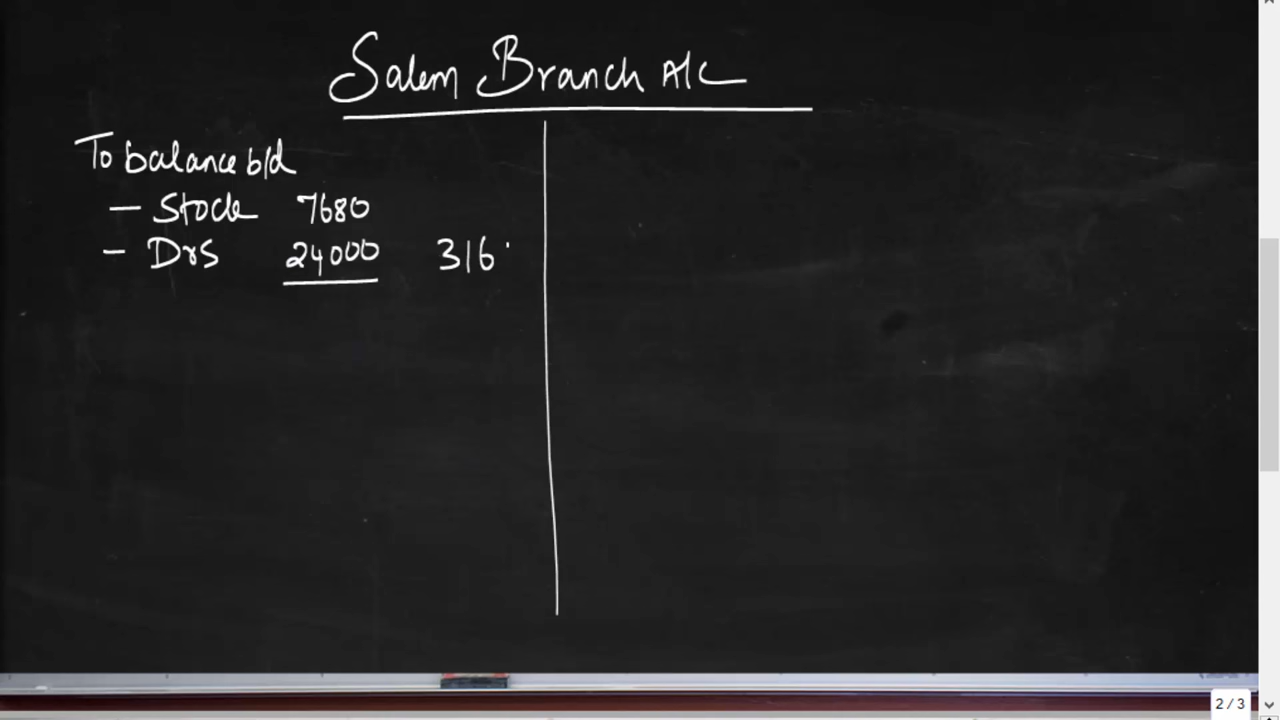 Salem Branch A/C
To balance b/d
— Stock 7680
— Drs 24000 316
2 / 3